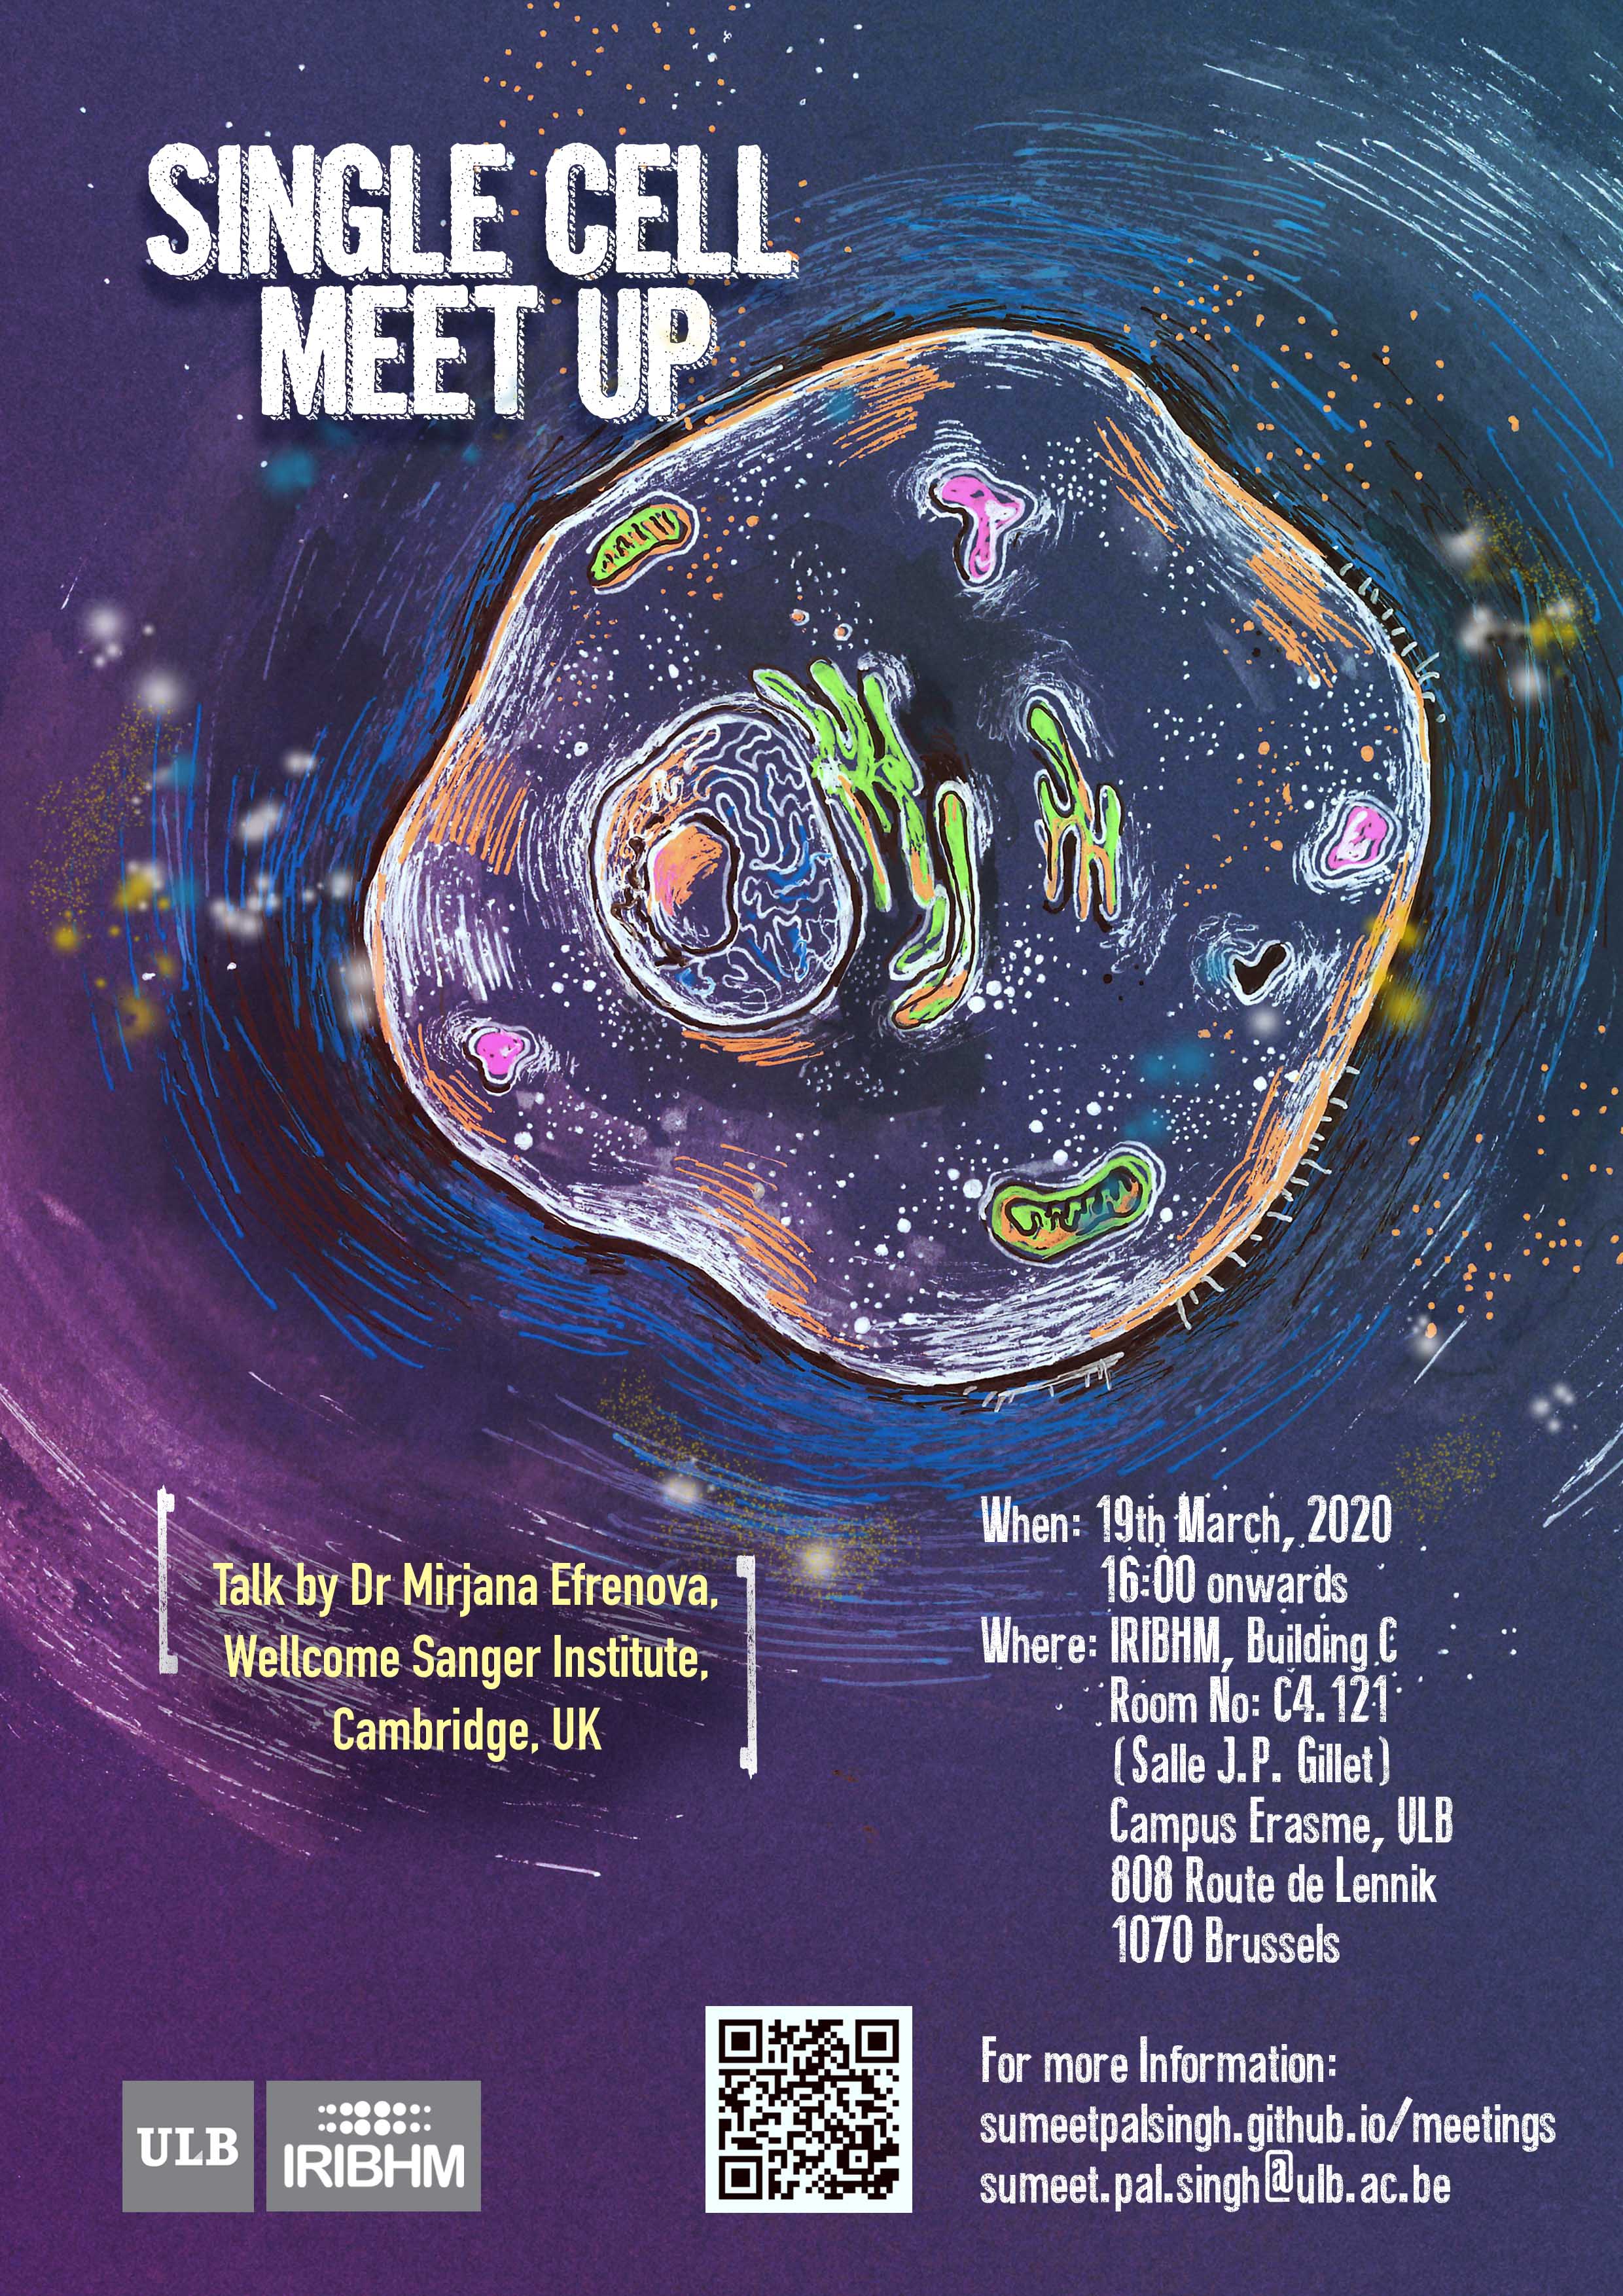 SINGLE CELL
MEET UP
Talk by Dr Mirjana Efrenova,
Wellcome Sanger Institute,
Cambridge, UK
When: 19th March, 2020
16:00 onwards
Where: IRIBHM, Building C
Room No: C4.121
(Salle J.P. Gillet)
Campus Erasme, ULB
808 Route de Lennik
1070 Brussels
For more Information:
sumeetpalsingh.github.io/meetings
sumeet.pal.singh@ulb.ac.be
ULB
IRIBHM